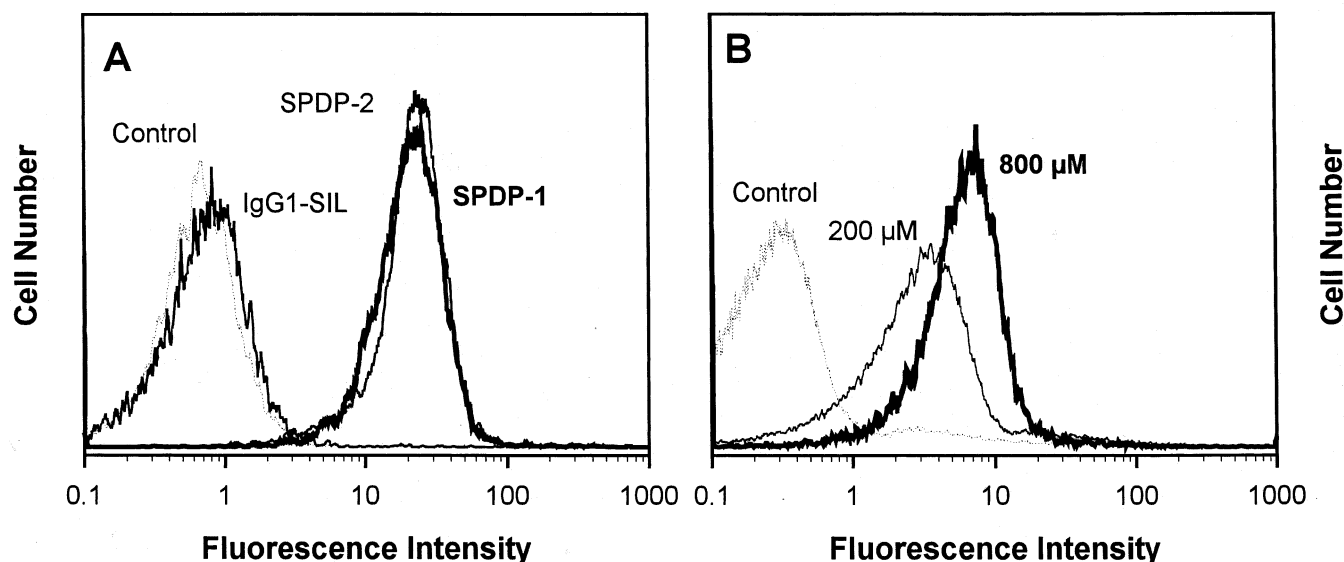 A
SPDP-2
Control
IgG1-SIL
SPDP-1
Cell Number
0.1 1 10 100 1000
Fluorescence Intensity
B
800 µM
Control
200 µM
Cell Number
0.1 1 10 100 1000
Fluorescence Intensity